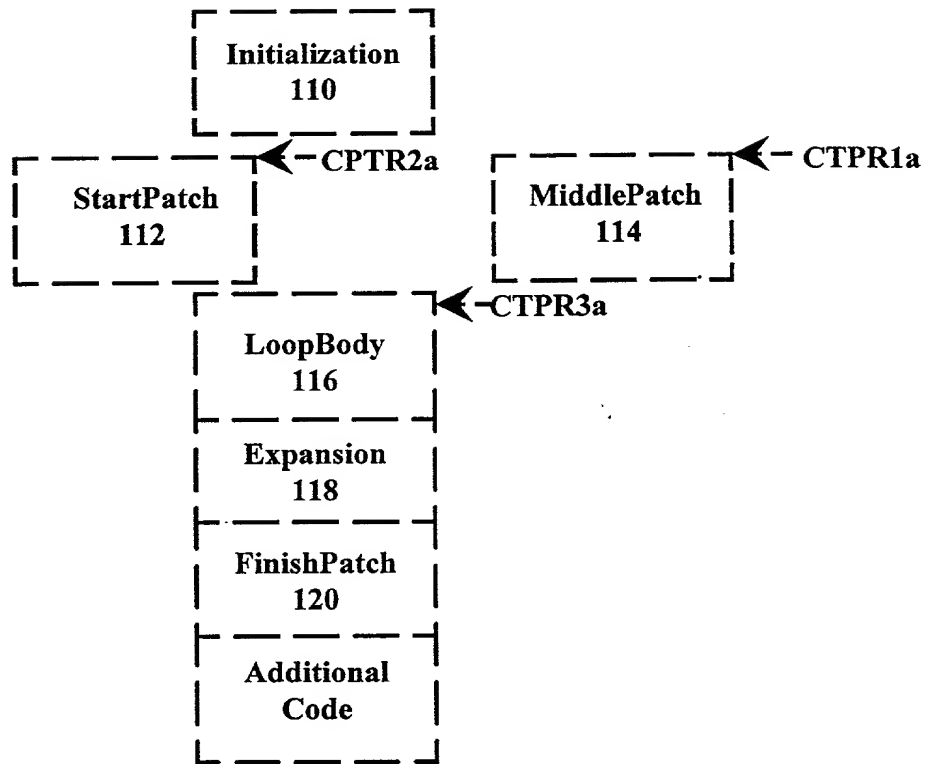 Initialization
110
CPTR2a
CTPR1a
StartPatch
112
MiddlePatch
114
CTPR3a
LoopBody
116
Expansion
118
FinishPatch
120
Additional
Code